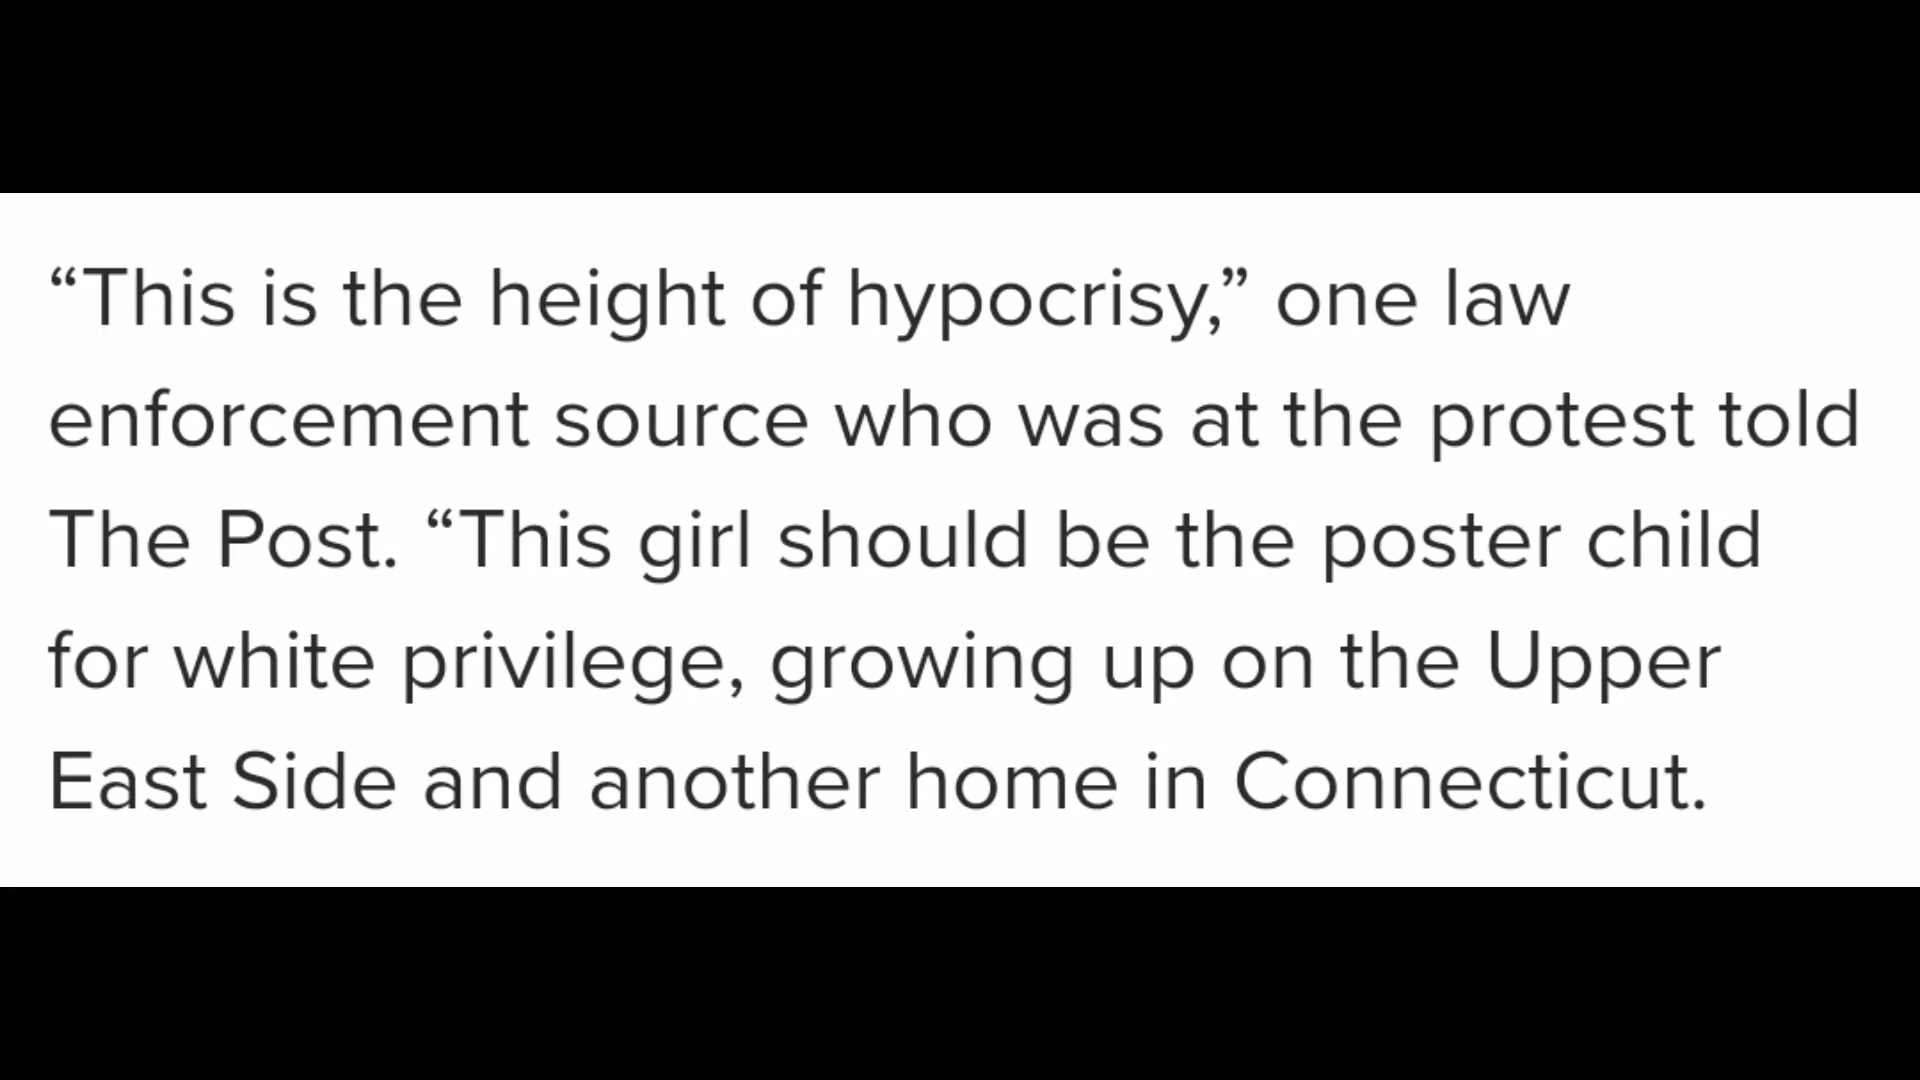 “This is the height of hypocrisy,” one law
enforcement source who was at the protest told
The Post. “This girl should be the poster child
for white privilege, growing up on the Upper
East Side and another home in Connecticut.